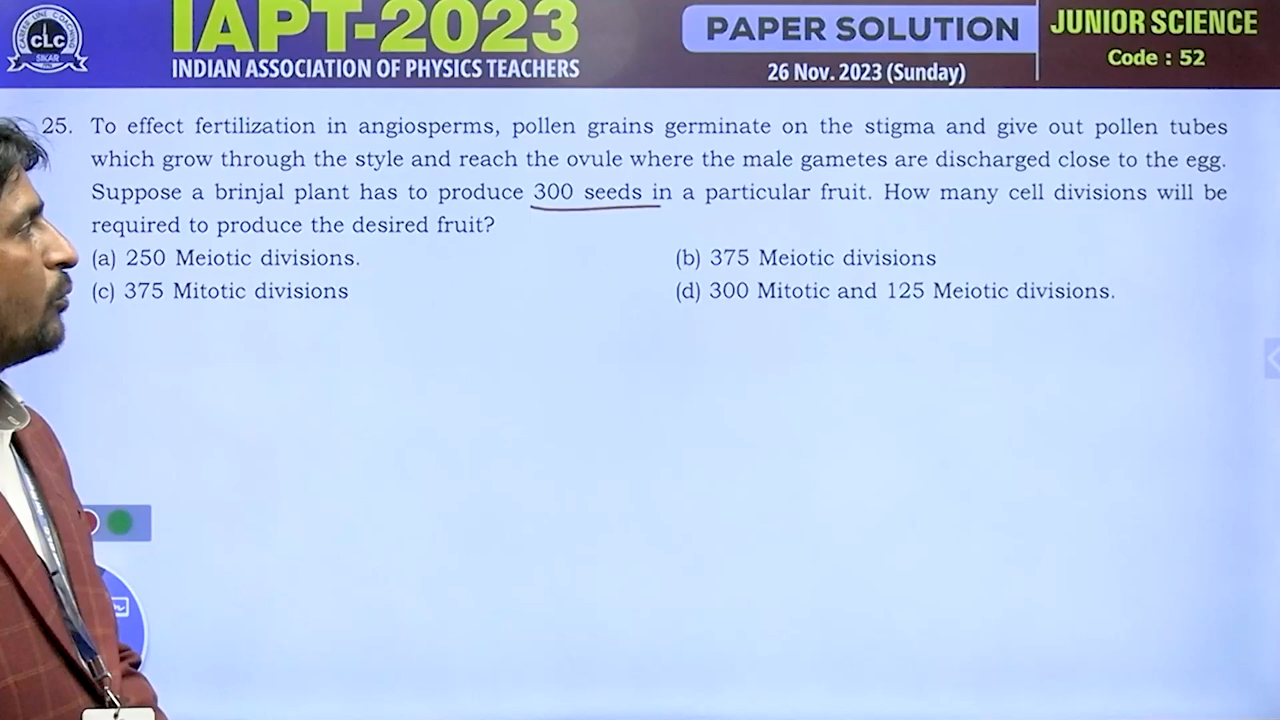 CAREER LINE COACHING
CLC
SIKAR
IAPT-2023
INDIAN ASSOCIATION OF PHYSICS TEACHERS
PAPER SOLUTION
26 Nov. 2023 (Sunday)
JUNIOR SCIENCE
Code : 52
25. To effect fertilization in angiosperms, pollen grains germinate on the stigma and give out pollen tubes
which grow through the style and reach the ovule where the male gametes are discharged close to the egg.
Suppose a brinjal plant has to produce 300 seeds in a particular fruit. How many cell divisions will be
required to produce the desired fruit?
(a) 250 Meiotic divisions.
(b) 375 Meiotic divisions
(c) 375 Mitotic divisions
(d) 300 Mitotic and 125 Meiotic divisions.